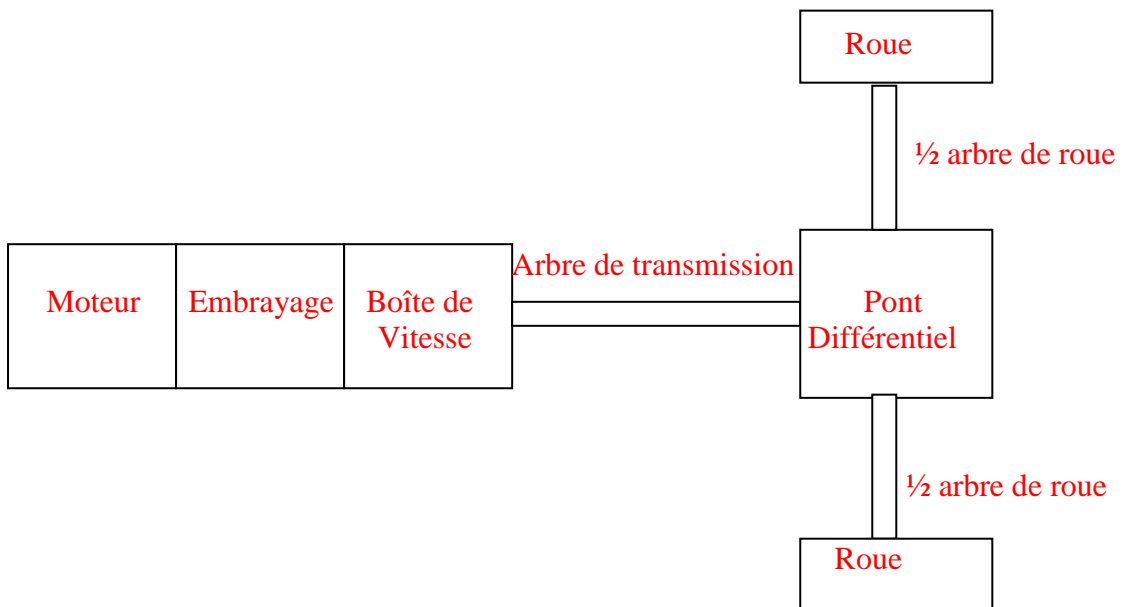 Roue
½ arbre de roue
Arbre de transmission
Moteur
Embrayage
Boîte de
Vitesse
Pont
Différentiel
½ arbre de roue
Roue